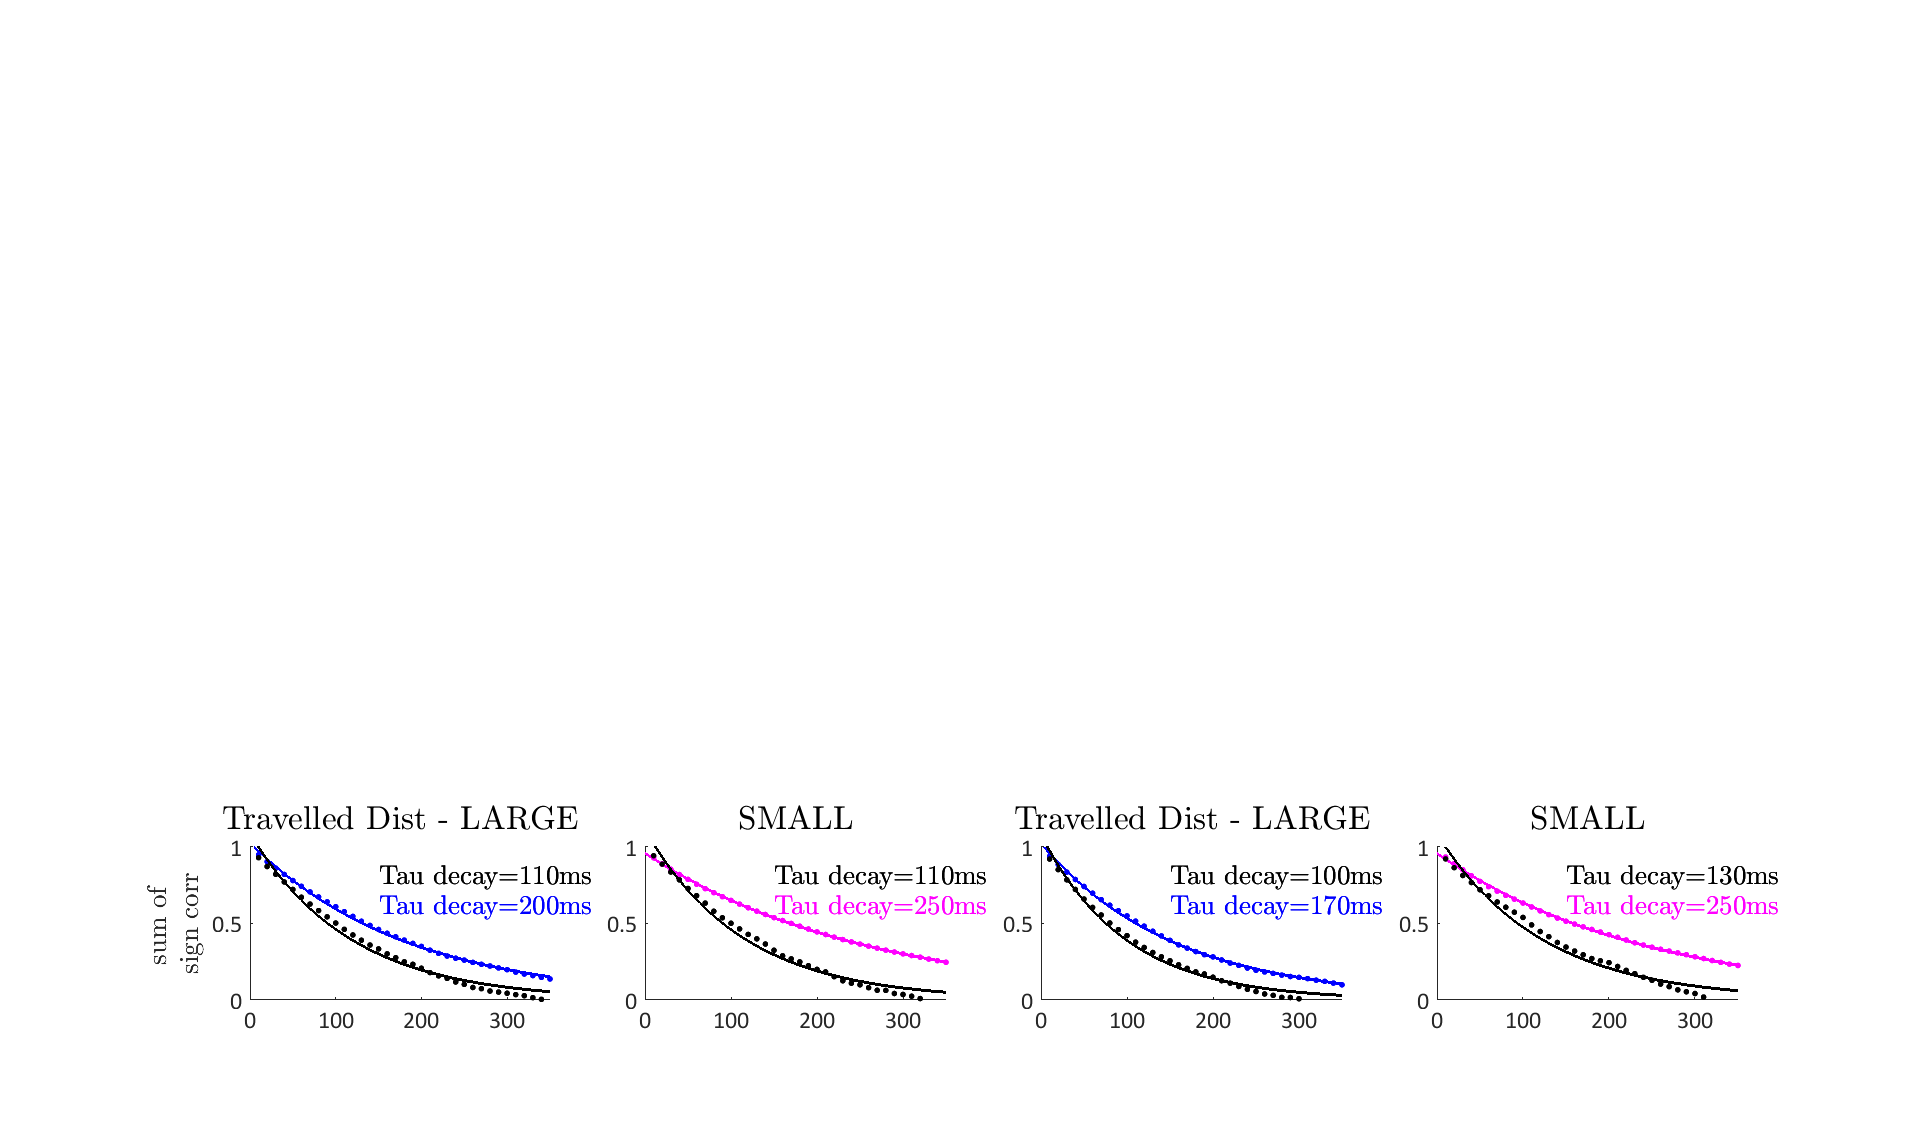 Travelled Dist - LARGE
sum of
sign corr
1
0.5
0
0 100 200 300
Tau decay=110ms
Tau decay=200ms
SMALL
1
0.5
0
0 100 200 300
Tau decay=110ms
Tau decay=250ms
Travelled Dist - LARGE
1
0.5
0
0 100 200 300
Tau decay=100ms
Tau decay=170ms
SMALL
1
0.5
0
0 100 200 300
Tau decay=130ms
Tau decay=250ms